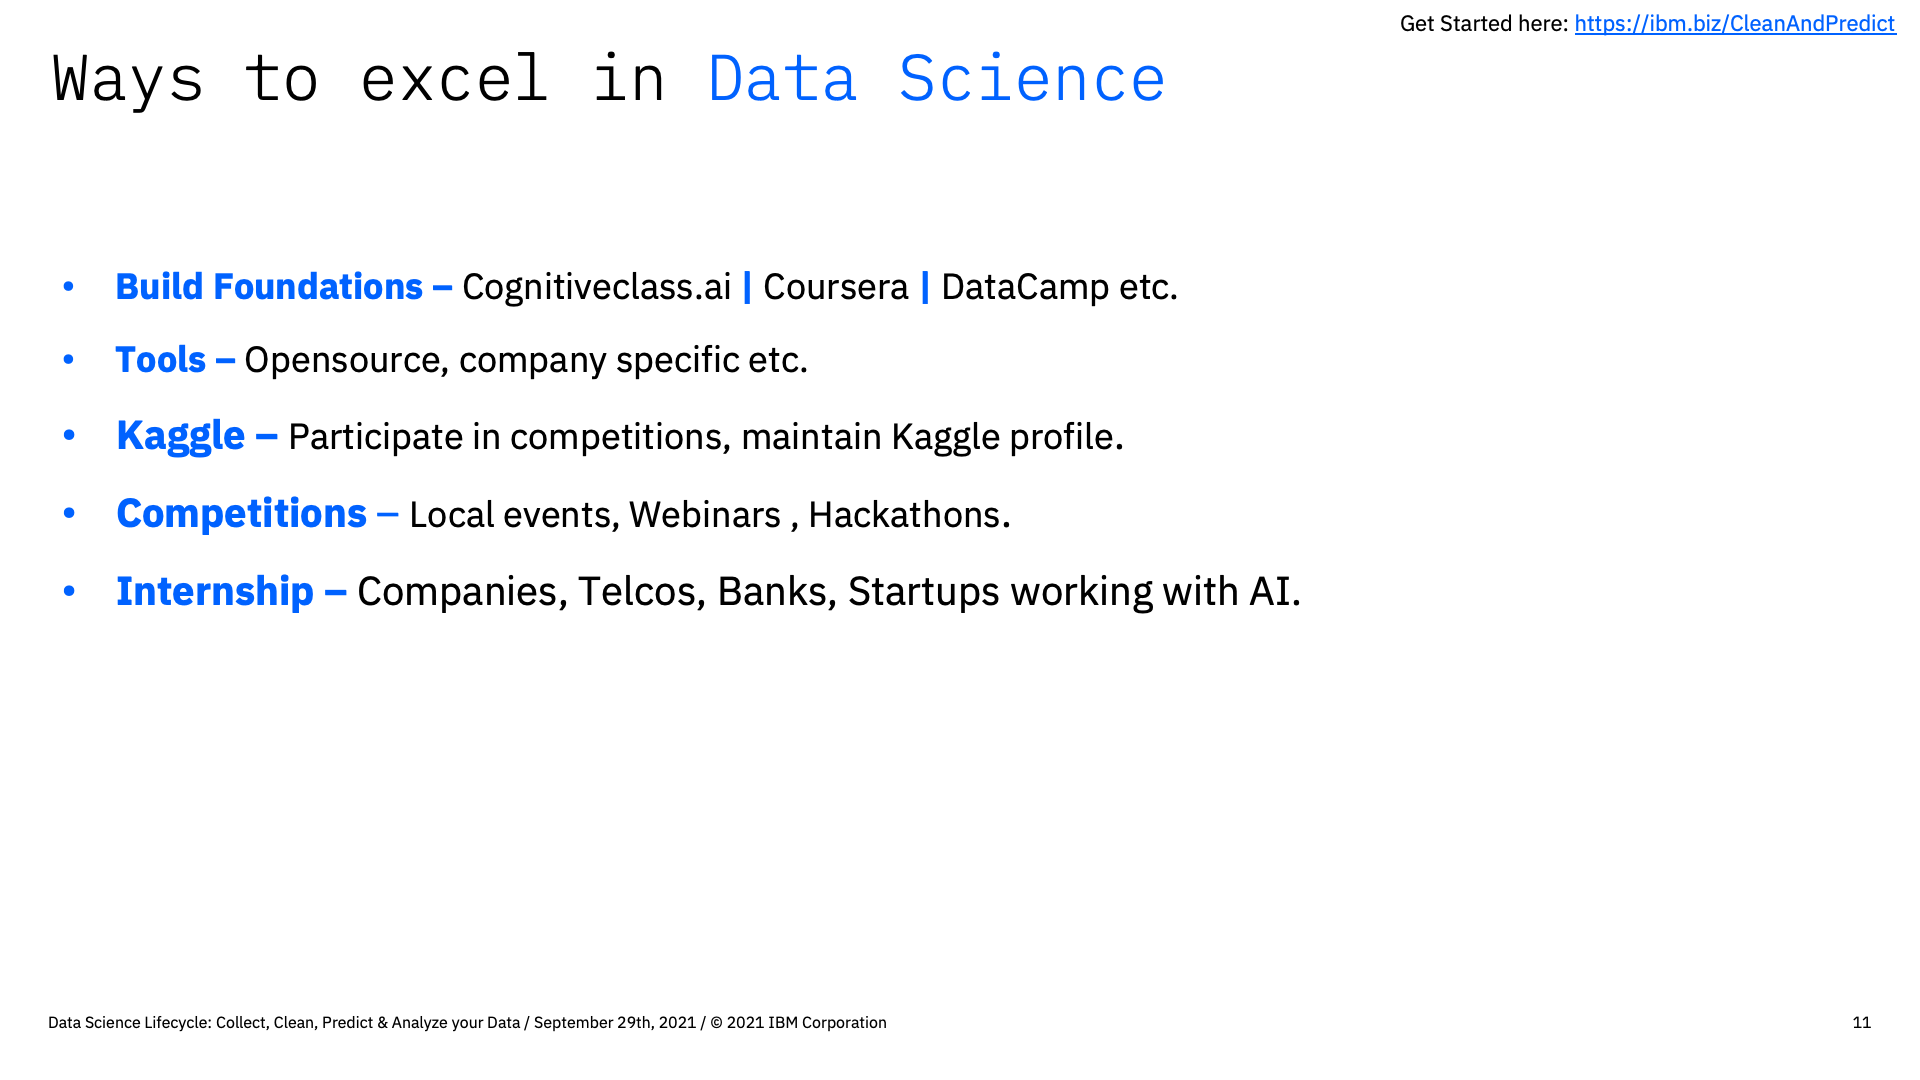 Get Started here: https://ibm.biz/CleanAndPredict
Ways to excel in Data Science
• Build Foundations – Cognitiveclass.ai | Coursera | DataCamp etc.
• Tools – Opensource, company specific etc.
• Kaggle – Participate in competitions, maintain Kaggle profile.
• Competitions – Local events, Webinars , Hackathons.
• Internship – Companies, Telcos, Banks, Startups working with AI.
Data Science Lifecycle: Collect, Clean, Predict & Analyze your Data / September 29th, 2021 / © 2021 IBM Corporation
11